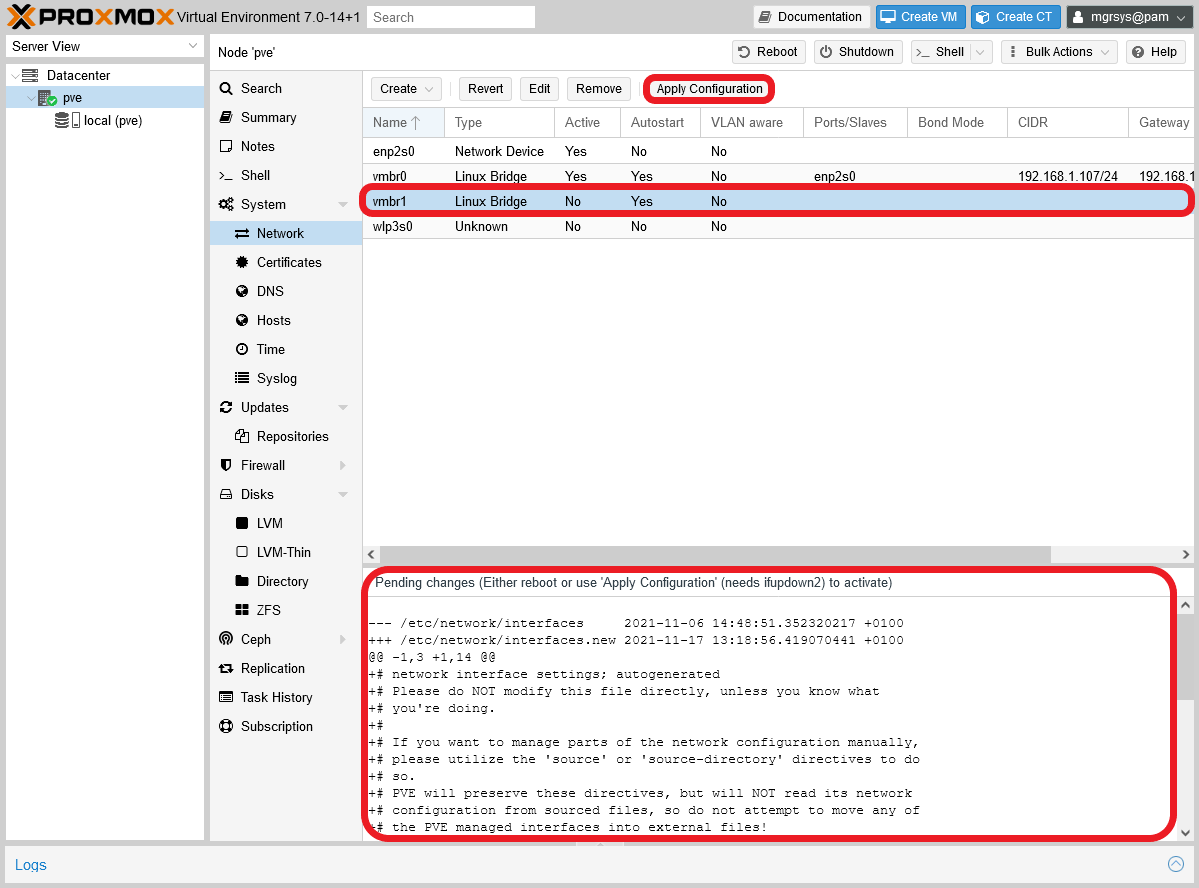 PROXMOX Virtual Environment 7.0-14+1 Search Documentation Create VM Create CT mgrsys@pam
Server View
Node 'pve' Reboot Shutdown >_ Shell Bulk Actions Help
Datacenter
pve
local (pve)
Search
Summary
Notes
>_ Shell
System
Network
Certificates
DNS
Hosts
Time
Syslog
Updates
Repositories
Firewall
Disks
LVM
LVM-Thin
Directory
ZFS
Ceph
Replication
Task History
Subscription
Create Revert Edit Remove Apply Configuration
Name Type Active Autostart VLAN aware Ports/Slaves Bond Mode CIDR Gateway
enp2s0 Network Device Yes No No
vmbr0 Linux Bridge Yes Yes No enp2s0 192.168.1.107/24 192.168.1
vmbr1 Linux Bridge No Yes No
wlp3s0 Unknown No No No
Pending changes (Either reboot or use 'Apply Configuration' (needs ifupdown2) to activate)
--- /etc/network/interfaces 2021-11-06 14:48:51.352320217 +0100
+++ /etc/network/interfaces.new 2021-11-17 13:18:56.419070441 +0100
@@ -1,3 +1,14 @@
+# network interface settings; autogenerated
+# Please do NOT modify this file directly, unless you know what
+# you're doing.
+#
+# If you want to manage parts of the network configuration manually,
+# please utilize the 'source' or 'source-directory' directives to do
+# so.
+# PVE will preserve these directives, but will NOT read its network
+# configuration from sourced files, so do not attempt to move any of
+# the PVE managed interfaces into external files!
Logs